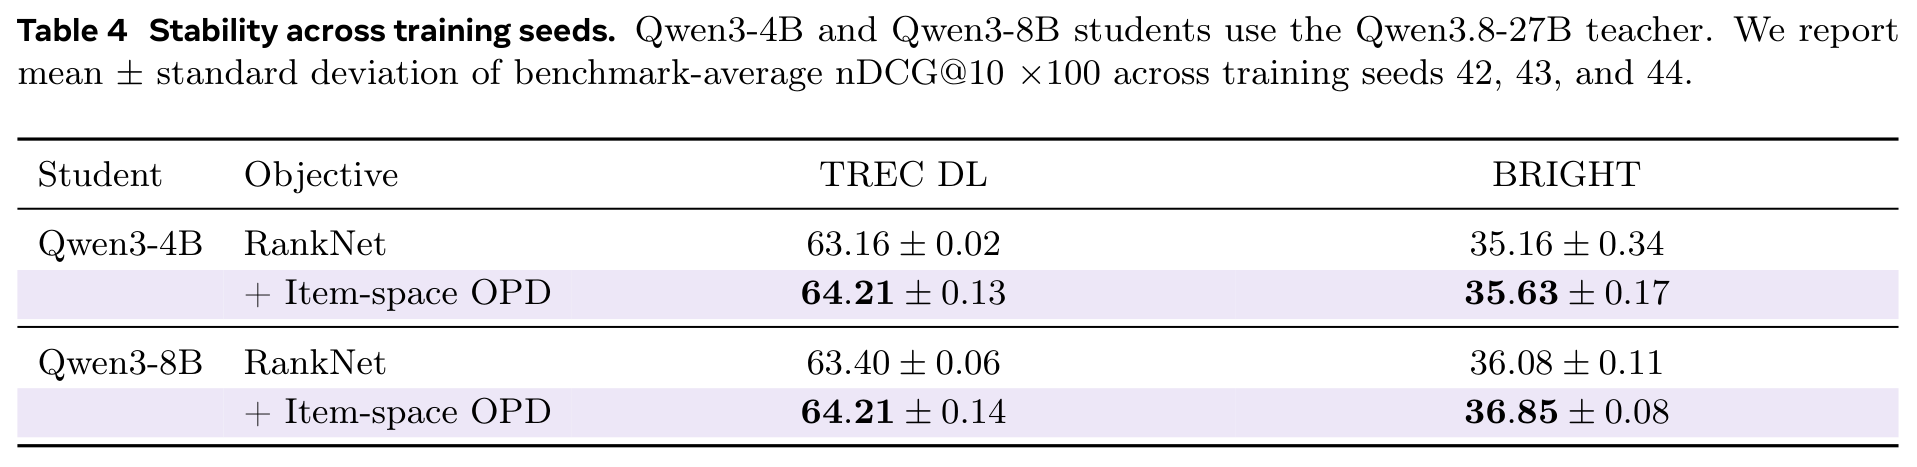 Table 4 Stability across training seeds. Qwen3-4B and Qwen3-8B students use the Qwen3.8-27B teacher. We report
mean ± standard deviation of benchmark-average nDCG@10 ×100 across training seeds 42, 43, and 44.
Student Objective TREC DL BRIGHT
Qwen3-4B RankNet 63.16 ± 0.02 35.16 ± 0.34
+ Item-space OPD 64.21 ± 0.13 35.63 ± 0.17
Qwen3-8B RankNet 63.40 ± 0.06 36.08 ± 0.11
+ Item-space OPD 64.21 ± 0.14 36.85 ± 0.08